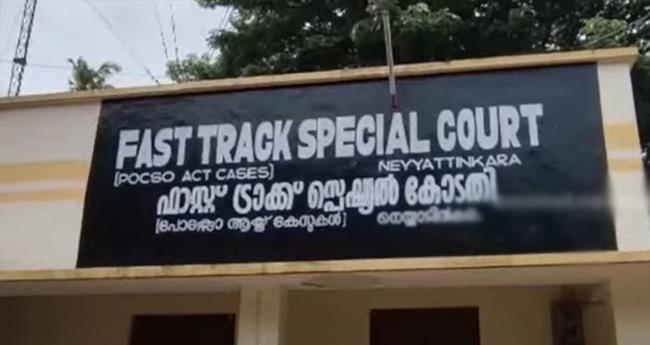 FAST TRACK SPECIAL COURT
[POCSO ACT CASES] NEYYATTINKARA
ഫാസ്റ്റ് ട്രാക്ക് സ്പെഷ്യൽ കോടതി
[പോക്സോ ആക്ട് കേസുകൾ]